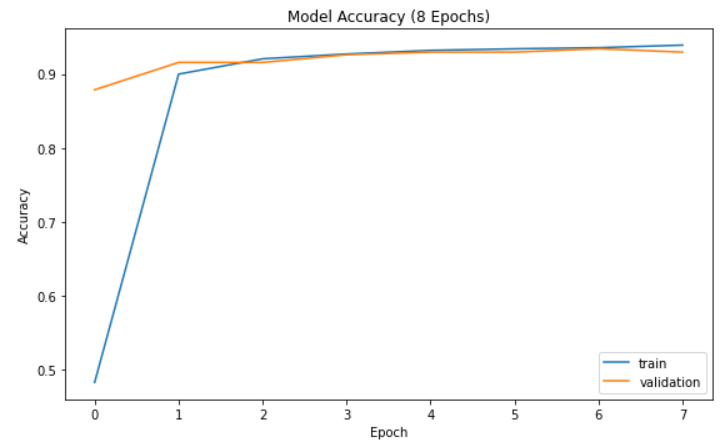 Model Accuracy (8 Epochs)
Accuracy
0.9
0.8
0.7
0.6
0.5
0 1 2 3 4 5 6 7
Epoch
train
validation